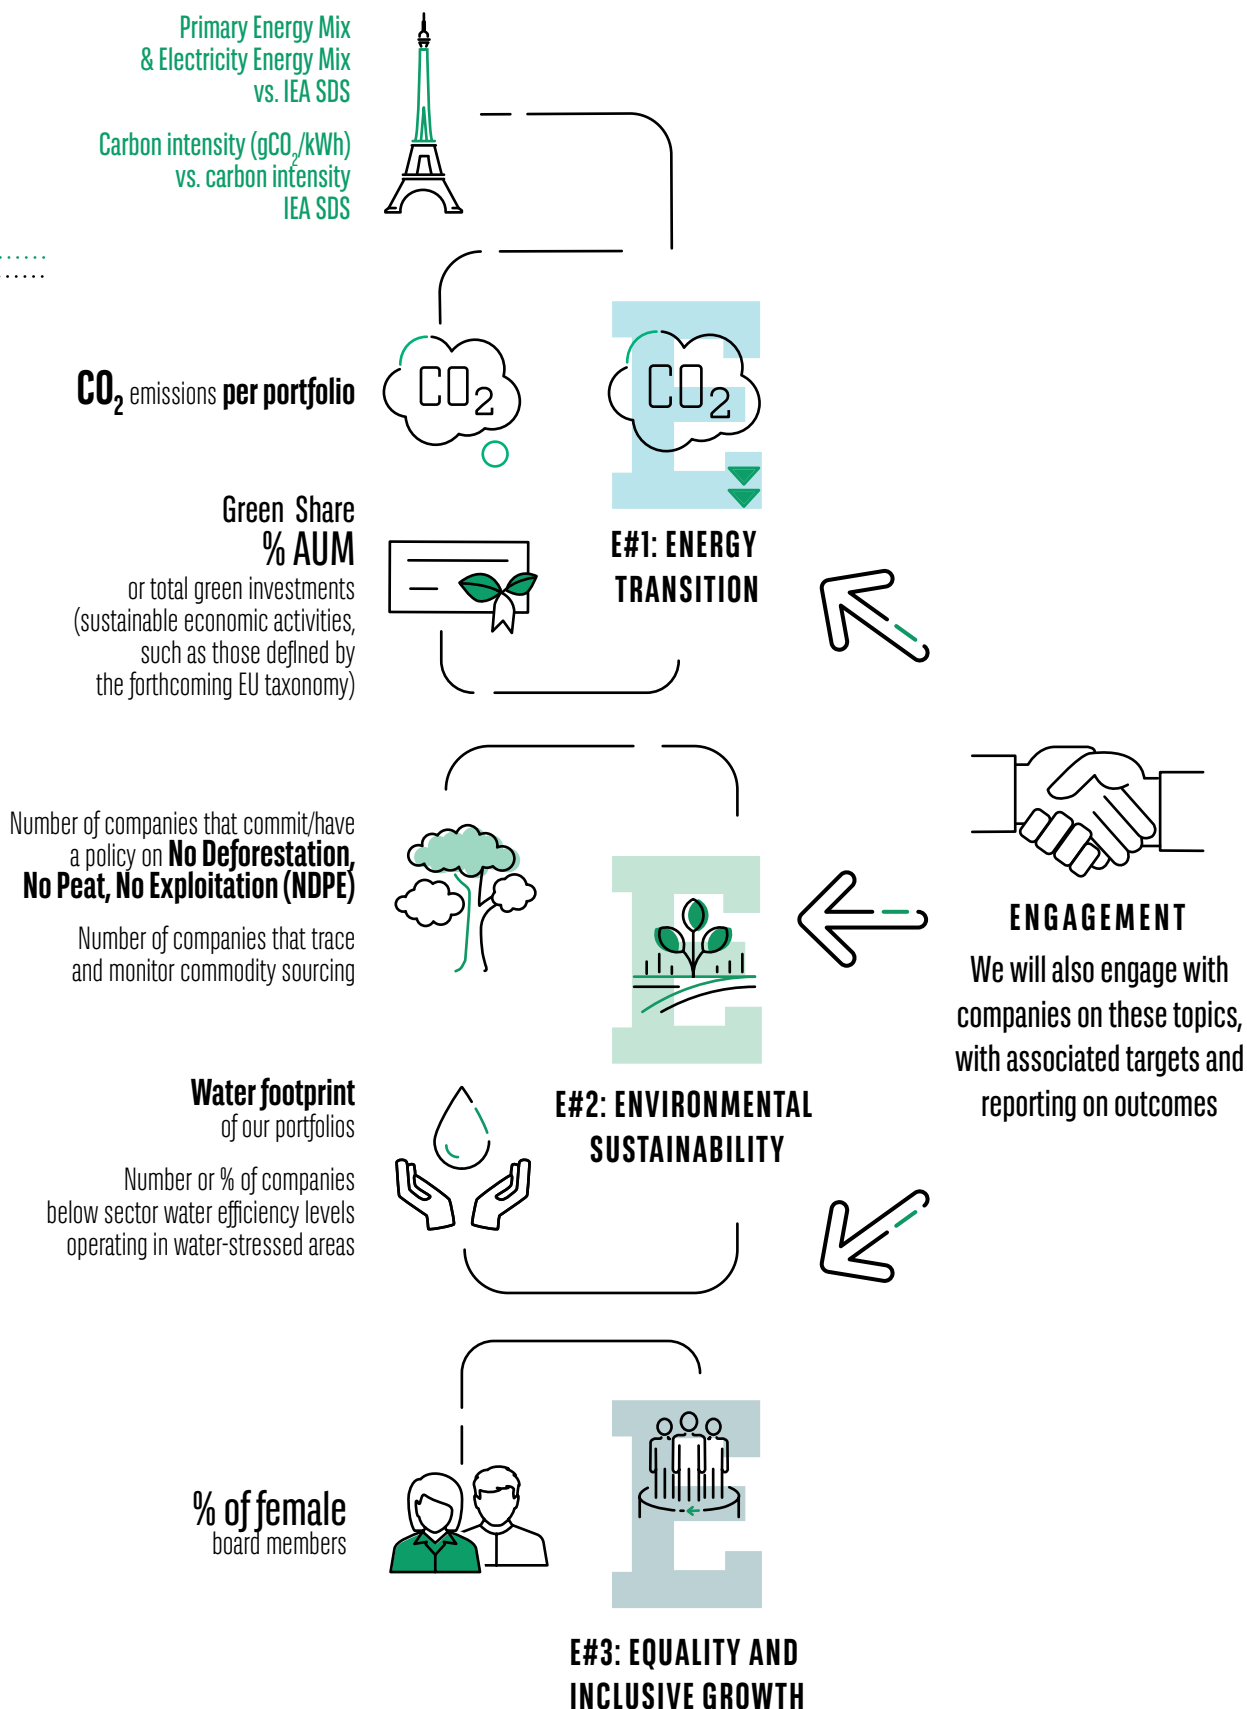 Primary Energy Mix
& Electricity Energy Mix
vs. IEA SDS
Carbon intensity (gCO₂/kWh)
vs. carbon intensity
IEA SDS
CO₂ emissions per portfolio
CO₂
CO₂
Green Share
% AUM
or total green investments
(sustainable economic activities,
such as those defined by
the forthcoming EU taxonomy)
E#1: ENERGY
TRANSITION
Number of companies that commit/have
a policy on No Deforestation,
No Peat, No Exploitation (NDPE)
Number of companies that trace
and monitor commodity sourcing
E
ENGAGEMENT
We will also engage with
companies on these topics,
with associated targets and
reporting on outcomes
Water footprint
of our portfolios
Number or % of companies
below sector water efficiency levels
operating in water-stressed areas
E#2: ENVIRONMENTAL
SUSTAINABILITY
% of female
board members
E
E#3: EQUALITY AND
INCLUSIVE GROWTH